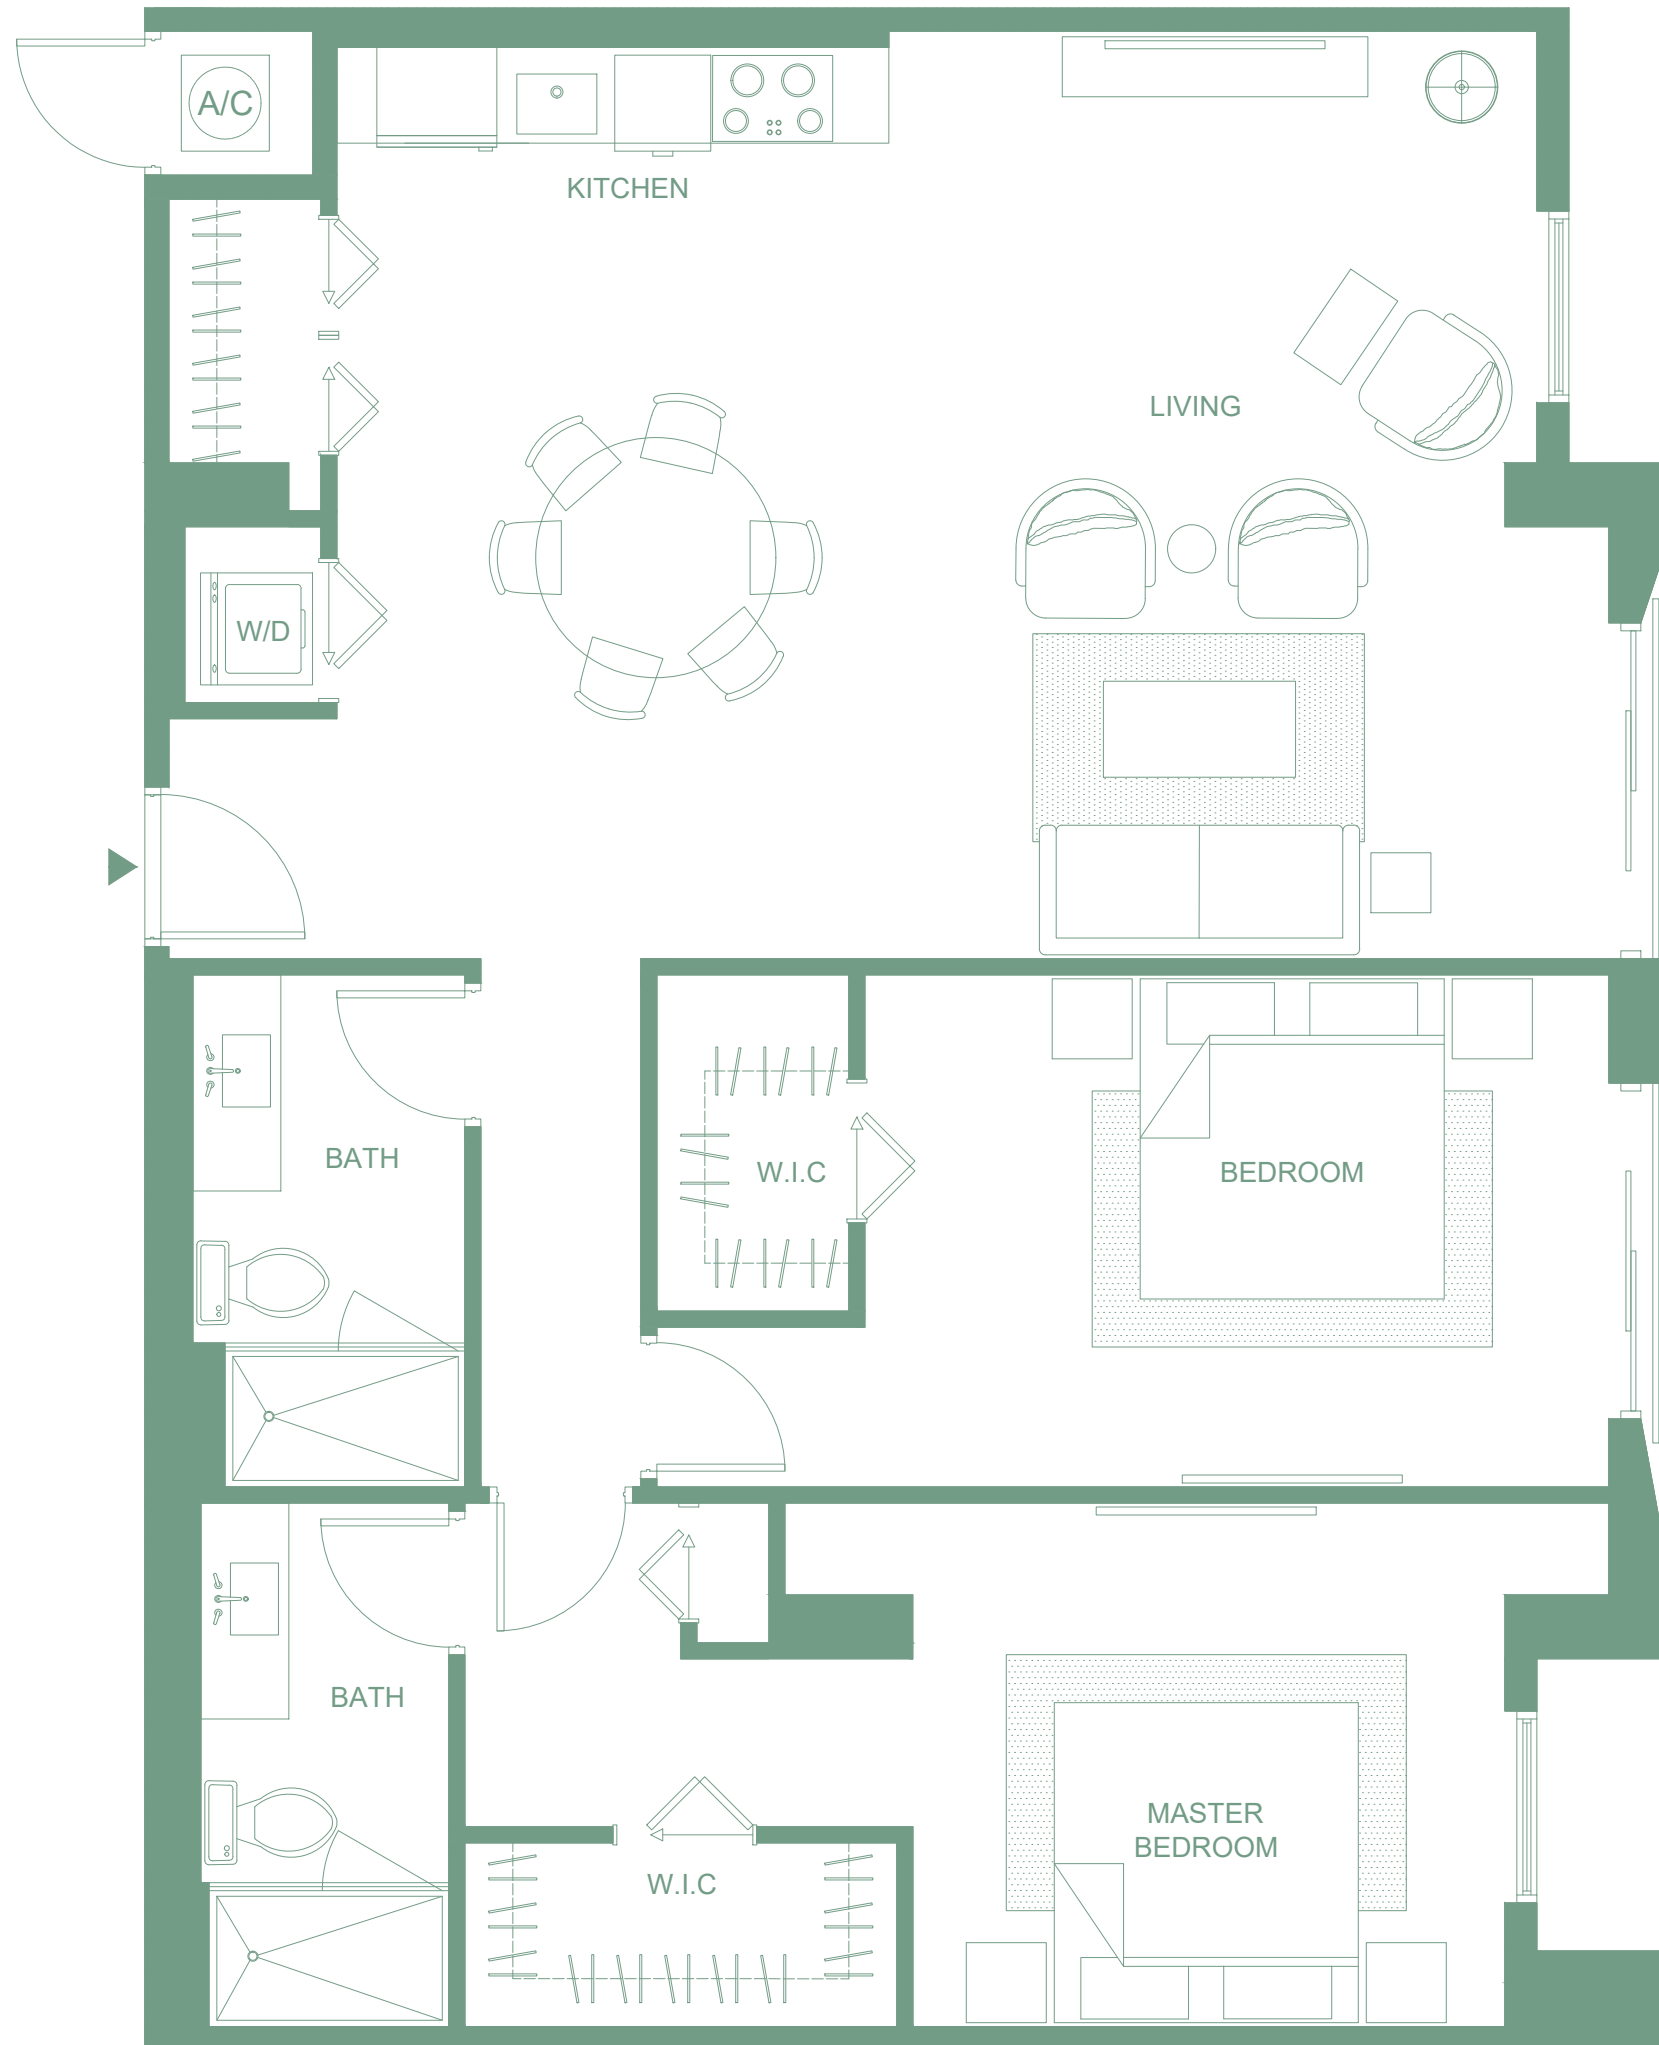 A/C
KITCHEN
LIVING
W/D
BATH
W.I.C
BEDROOM
BATH
MASTER
BEDROOM
W.I.C